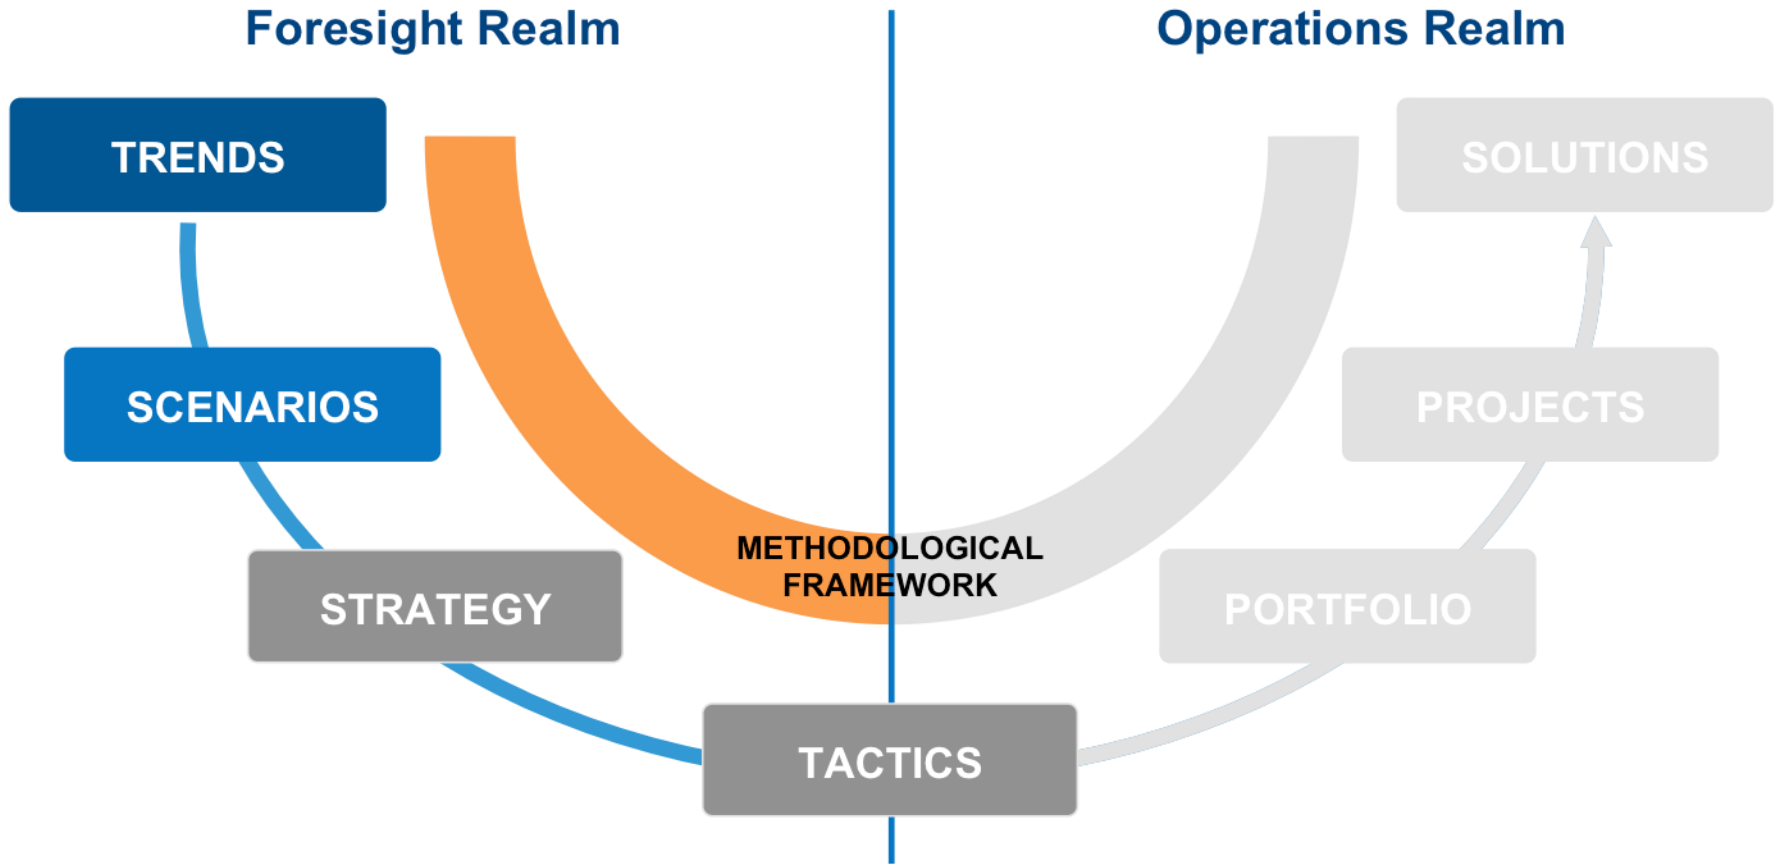 Foresight Realm
Operations Realm
TRENDS
SOLUTIONS
SCENARIOS
PROJECTS
METHODOLOGICAL
FRAMEWORK
STRATEGY
PORTFOLIO
TACTICS